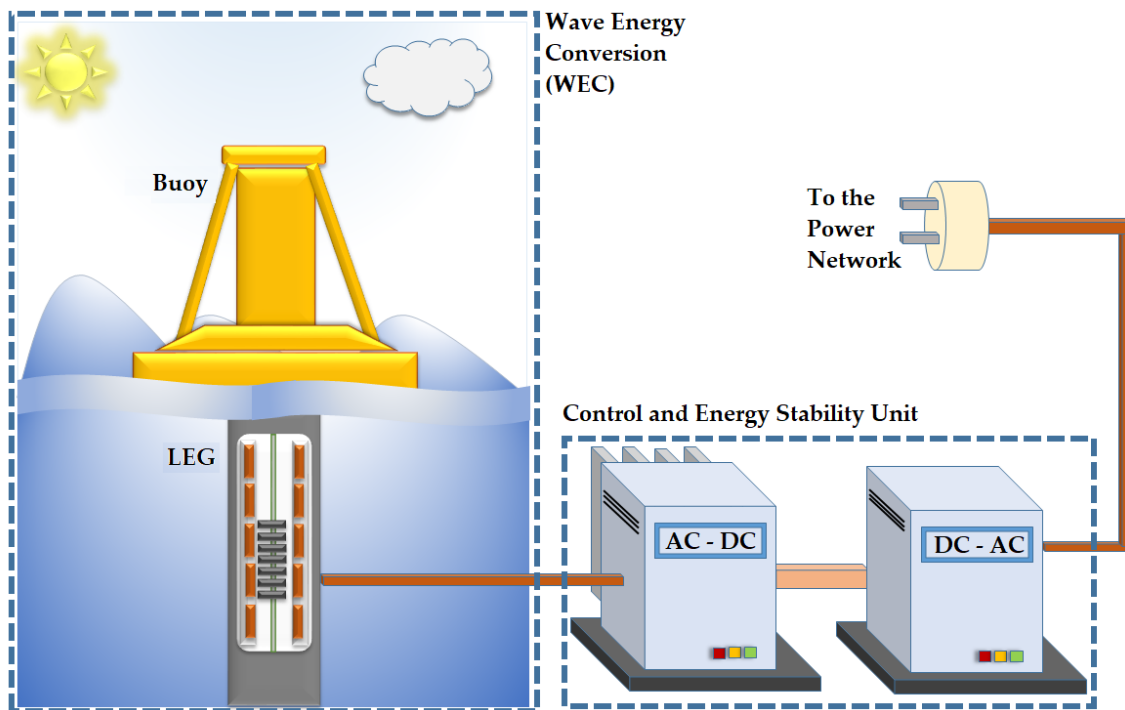 Wave Energy
Conversion
(WEC)
Buoy
To the
Power
Network
Control and Energy Stability Unit
LEG
AC - DC
DC - AC